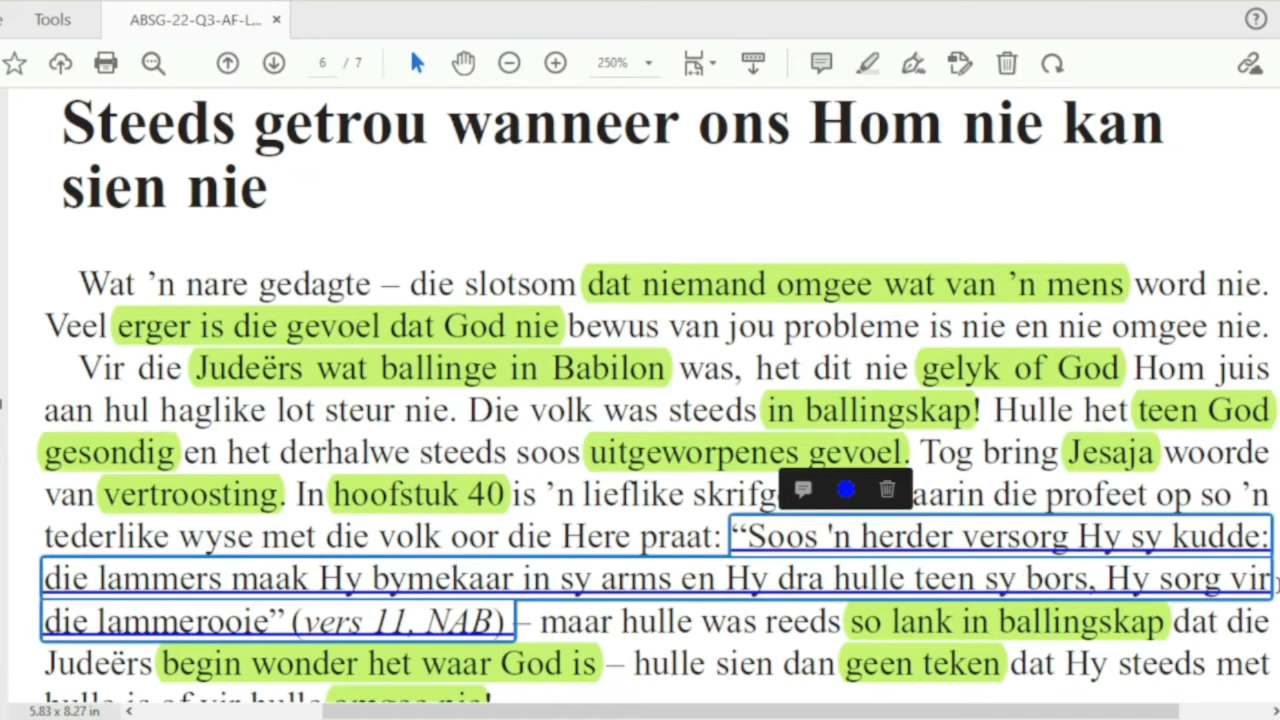 Tools
ABSG-22-Q3-AF-L... ×
6 / 7
250%
Steeds getrou wanneer ons Hom nie kan
sien nie
Wat ’n nare gedagte – die slotsom dat niemand omgee wat van ’n mens word nie.
Veel erger is die gevoel dat God nie bewus van jou probleme is nie en nie omgee nie.
Vir die Judeërs wat ballinge in Babilon was, het dit nie gelyk of God Hom juis
aan hul haglike lot steur nie. Die volk was steeds in ballingskap! Hulle het teen God
gesondig en het derhalwe steeds soos uitgeworpenes gevoel. Tog bring Jesaja woorde
van vertroosting. In hoofstuk 40 is ’n lieflike die profeet op so ’n
tederlike wyse met die volk oor die Here praat: “Soos 'n herder versorg Hy sy kudde:
die lammers maak Hy bymekaar in sy arms en Hy dra hulle teen sy bors, Hy sorg vir
die lammerooie” (vers 11, NAB) – maar hulle was reeds so lank in ballingskap dat die
Judeërs begin wonder het waar God is – hulle sien dan geen teken dat Hy steeds met
5.83 x 8.27 in